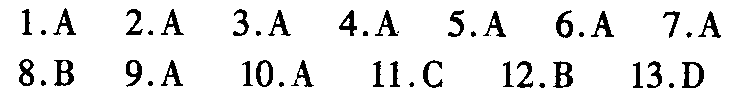 1.A 2.A 3.A 4.A 5.A 6.A 7.A
8.B 9.A 10.A 11.C 12.B 13.D